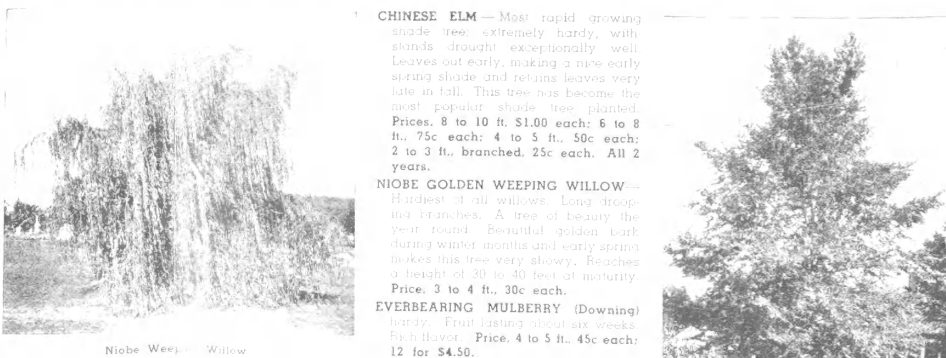 CHINESE ELM — Most rapid growing
shade tree; extremely hardy, with
stands drought exceptionally well
Leaves out early, making a nice early
spring shade and retains leaves very
late in fall. This tree has become the
most popular shade tree planted.
Prices, 8 to 10 ft. $1.00 each; 6 to 8
ft., 75c each; 4 to 5 ft., 50c each;
2 to 3 ft., branched, 25c each. All 2
years.
NIOBE GOLDEN WEEPING WILLOW —
Hardiest of all willows. Long droop-
ing branches. A tree of beauty the
year round. Beautiful golden bark
during winter months and early spring
makes this tree very showy. Reaches
a height of 30 to 40 feet at maturity.
Price, 3 to 4 ft., 30c each.
EVERBEARING MULBERRY (Downing)
hardy. Fruit lasting about six weeks.
Rich flavor. Price, 4 to 5 ft., 45c each;
12 for $4.50.
Niobe Weeping Willow